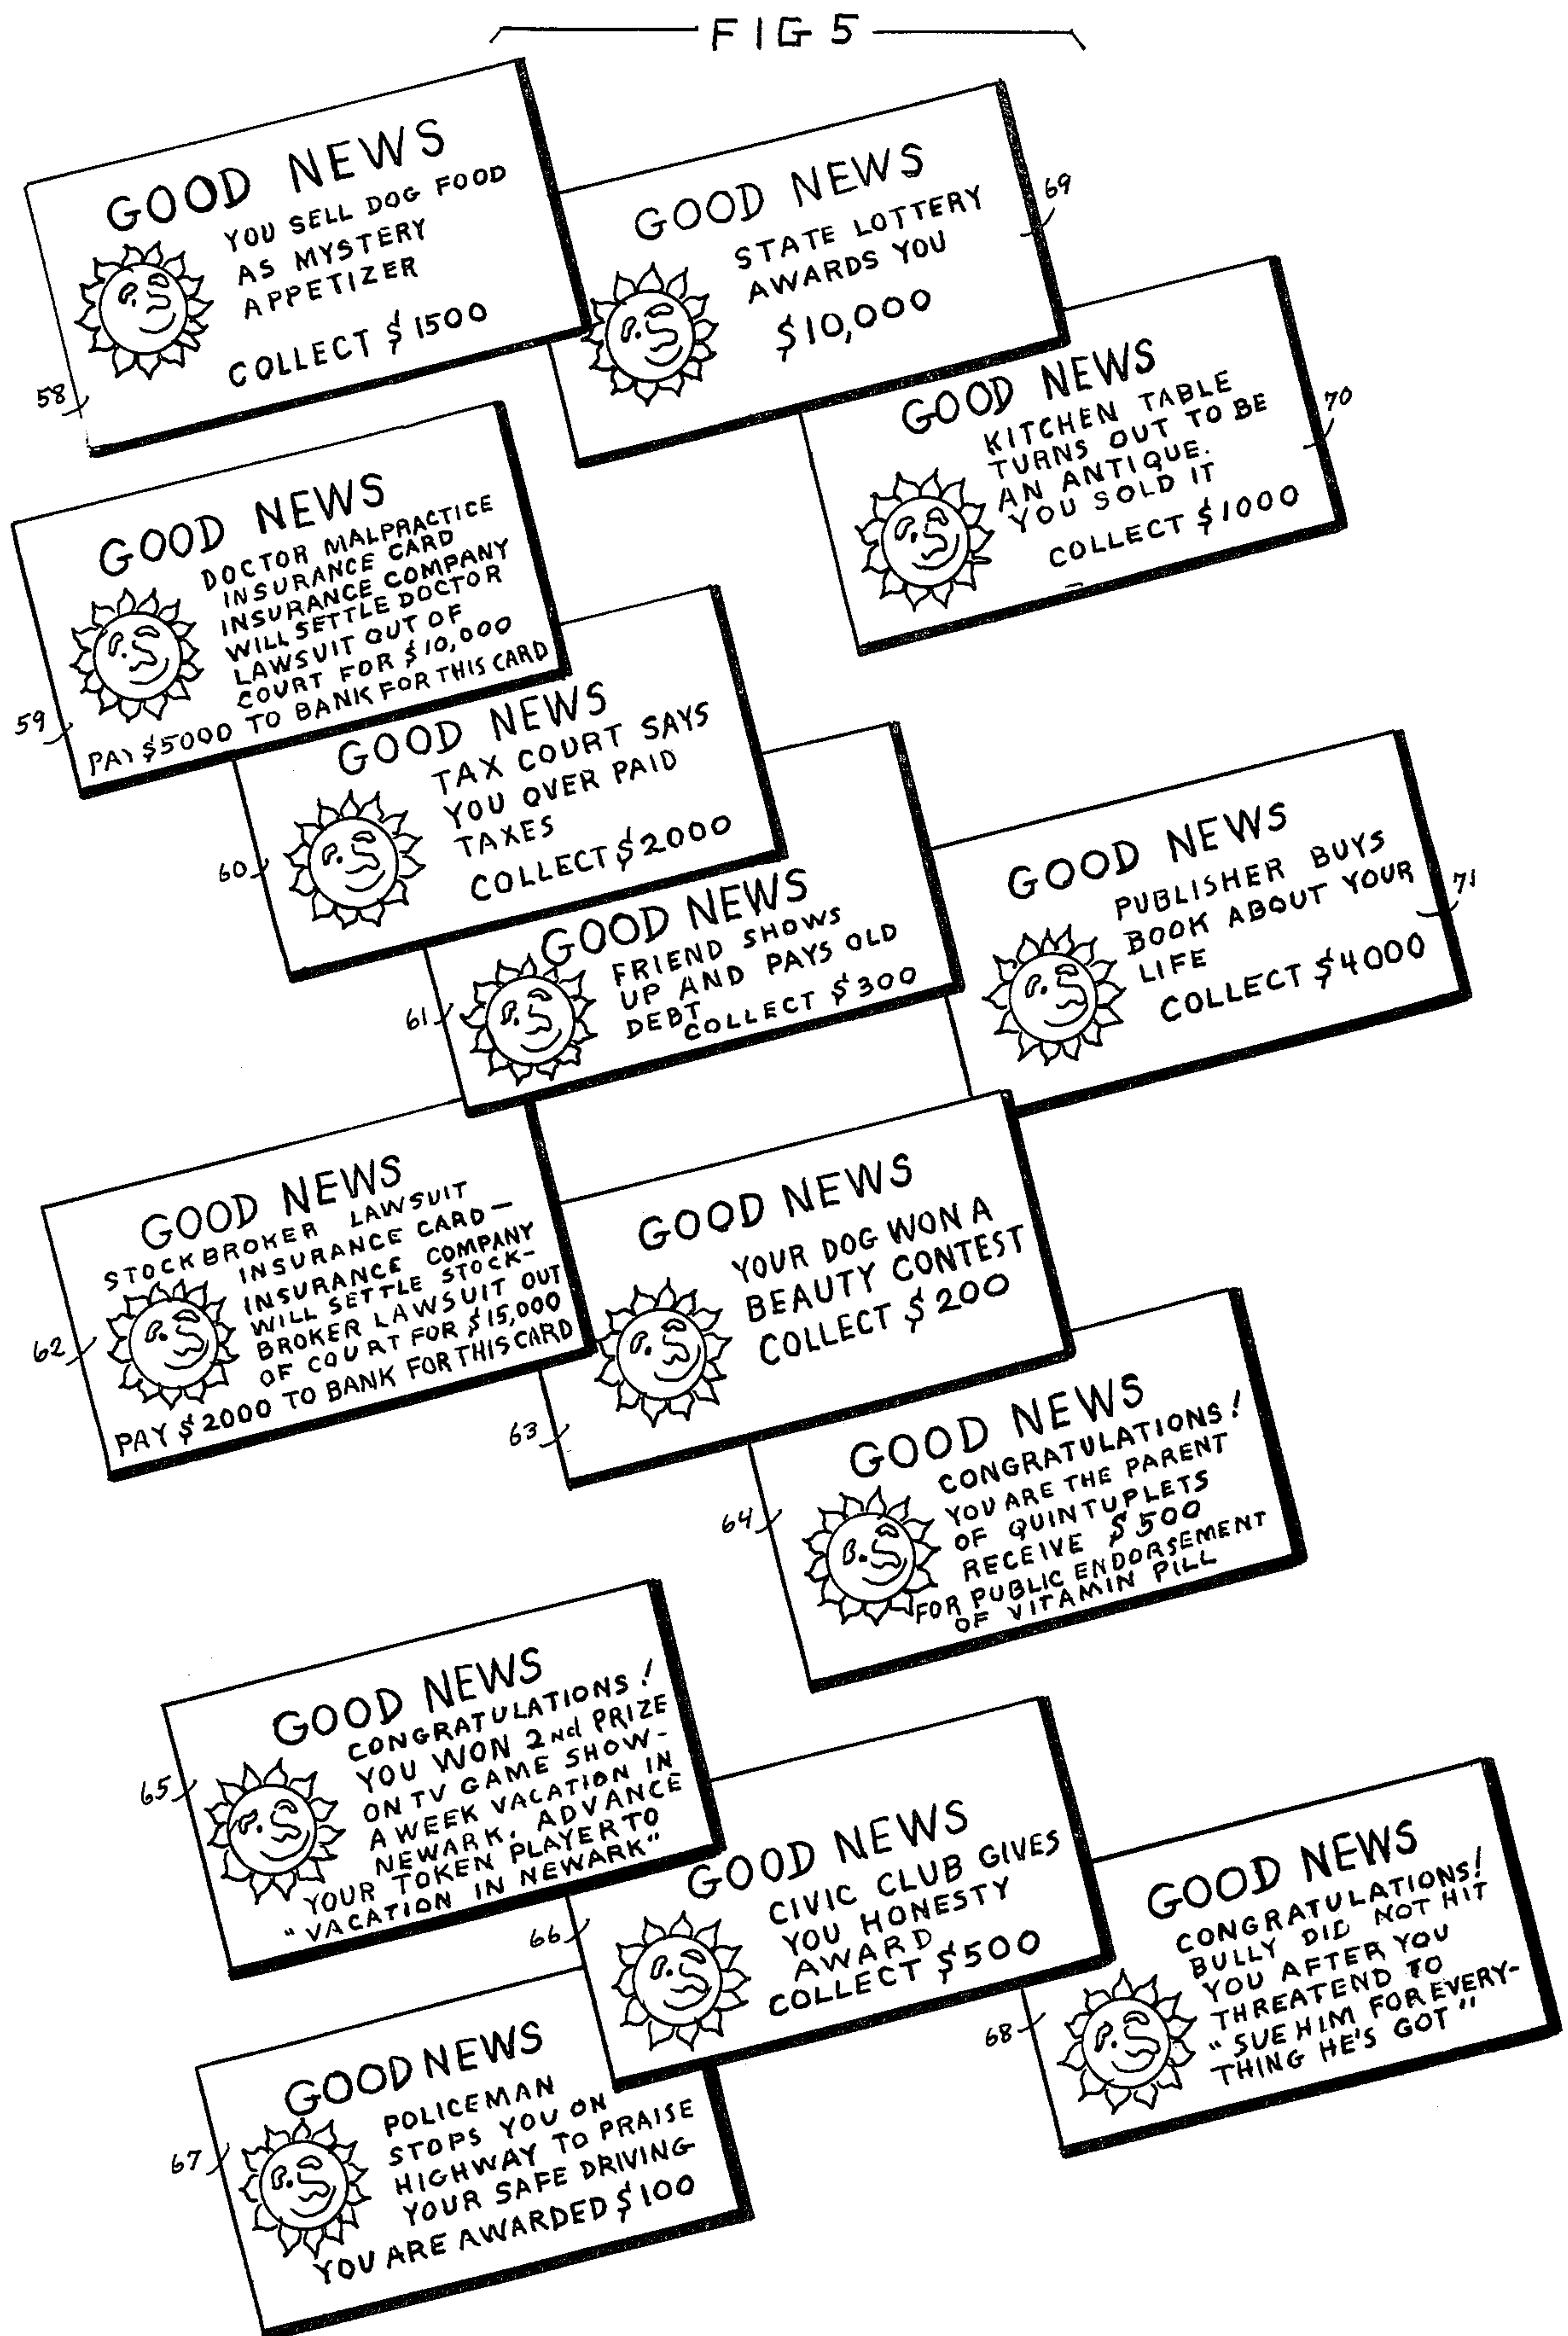 FIG 5
GOOD NEWS
YOU SELL DOG FOOD
AS MYSTERY
APPETIZER
COLLECT $1500
58
GOOD NEWS
STATE LOTTERY
AWARDS YOU
$10,000
69
GOOD NEWS
KITCHEN TABLE
TURNS OUT TO BE
AN ANTIQUE.
YOU SOLD IT
COLLECT $1000
70
GOOD NEWS
DOCTOR MALPRACTICE
INSURANCE CARD
INSURANCE COMPANY
WILL SETTLE DOCTOR
LAWSUIT OUT OF
COURT FOR $10,000
PAY $5000 TO BANK FOR THIS CARD
59
GOOD NEWS
TAX COURT SAYS
YOU OVER PAID
TAXES
COLLECT $2000
60
GOOD NEWS
FRIEND SHOWS
UP AND PAYS OLD
DEBT
COLLECT $300
61
GOOD NEWS
PUBLISHER BUYS
BOOK ABOUT YOUR
LIFE
COLLECT $4000
71
GOOD NEWS
STOCKBROKER LAWSUIT
INSURANCE CARD—
INSURANCE COMPANY
WILL SETTLE STOCK-
BROKER LAWSUIT OUT
OF COURT FOR $15,000
PAY $2000 TO BANK FOR THIS CARD
62
GOOD NEWS
YOUR DOG WON A
BEAUTY CONTEST
COLLECT $200
63
GOOD NEWS
CONGRATULATIONS!
YOU ARE THE PARENT
OF QUINTUPLETS
RECEIVE $500
FOR PUBLIC ENDORSEMENT
OF VITAMIN PILL
64
GOOD NEWS
CONGRATULATIONS!
YOU WON 2nd PRIZE
ON TV GAME SHOW-
A WEEK VACATION IN
NEWARK. ADVANCE
YOUR TOKEN PLAYER TO
"VACATION IN NEWARK"
65
GOOD NEWS
CIVIC CLUB GIVES
YOU HONESTY
AWARD
COLLECT $500
66
GOOD NEWS
CONGRATULATIONS!
BULLY DID NOT HIT
YOU AFTER YOU
THREATEND TO
"SUE HIM FOR EVERY-
THING HE'S GOT"
68
GOOD NEWS
POLICEMAN
STOPS YOU ON
HIGHWAY TO PRAISE
YOUR SAFE DRIVING
YOU ARE AWARDED $100
67